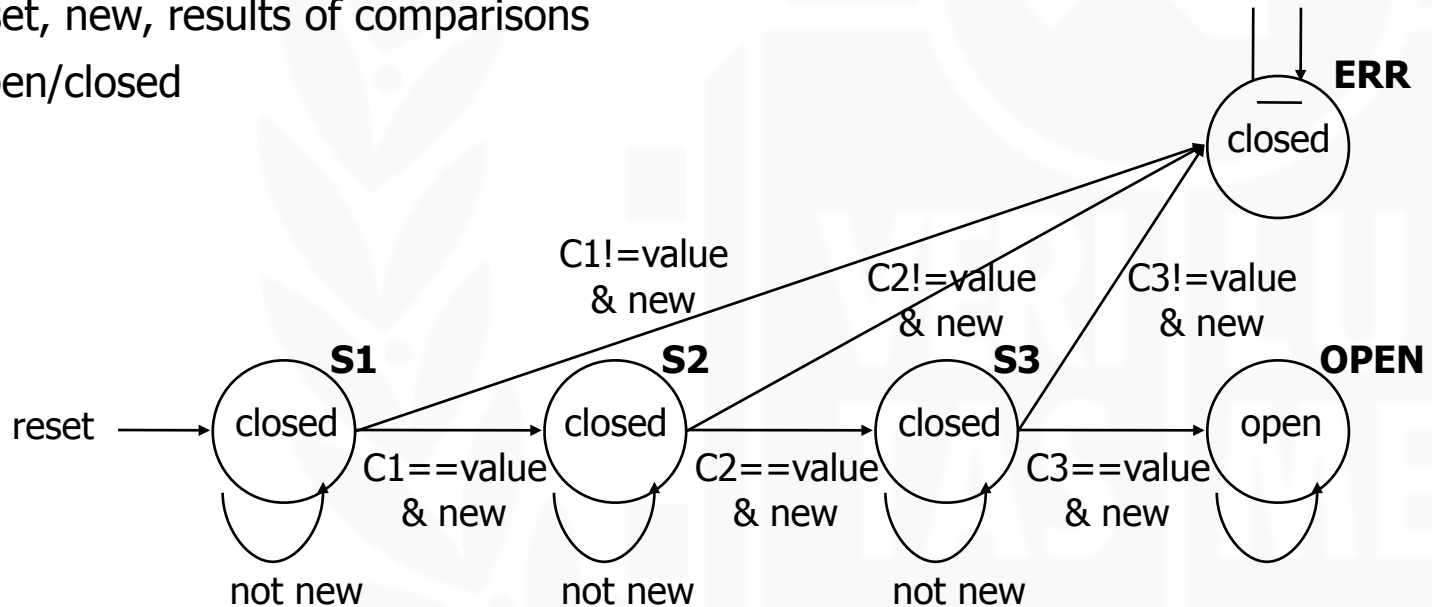 set, new, results of comparisons
en/closed
ERR
closed
C1!=value
& new
C2!=value
& new
C3!=value
& new
S1
S2
S3
OPEN
reset
closed
closed
closed
open
C1==value
& new
C2==value
& new
C3==value
& new
not new
not new
not new